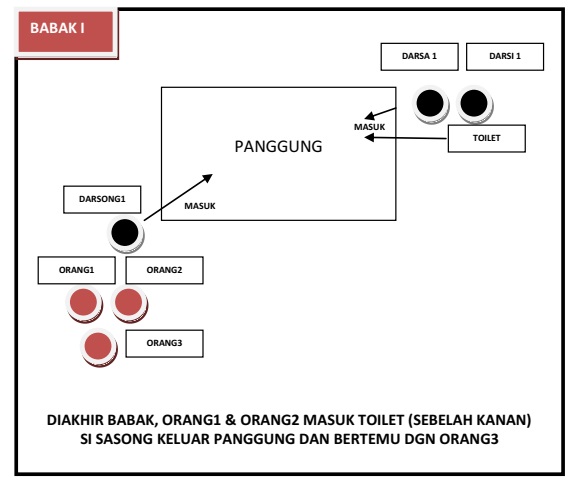 BABAK I
DARSA 1
DARSI 1
MASUK
TOILET
PANGGUNG
DARSONG1
MASUK
ORANG1
ORANG2
ORANG3
DIAKHIR BABAK, ORANG1 & ORANG2 MASUK TOILET (SEBELAH KANAN)
SI SASONG KELUAR PANGGUNG DAN BERTEMU DGN ORANG3